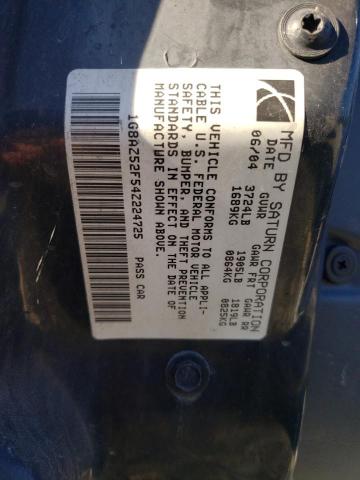 MFD BY SATURN CORPORATION
DATE GVWR GAWR FRT GAWR RR
06/04 3724LB 1905LB 1819LB
1689KG 0864KG 0825KG
THIS VEHICLE CONFORMS TO ALL APPLI-
CABLE U.S. FEDERAL MOTOR VEHICLE
SAFETY, BUMPER, AND THEFT PREVENTION
STANDARDS IN EFFECT ON THE DATE OF
MANUFACTURE SHOWN ABOVE.
1G8AZ52F54Z224725 PASS CAR